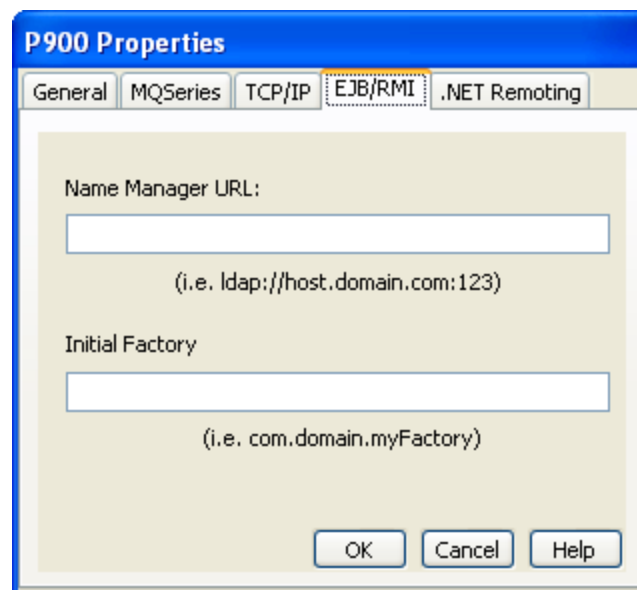 P900 Properties
General MQSeries TCP/IP EJB/RMI .NET Remoting
Name Manager URL:
(i.e. ldap://host.domain.com:123)
Initial Factory
(i.e. com.domain.myFactory)
OK Cancel Help